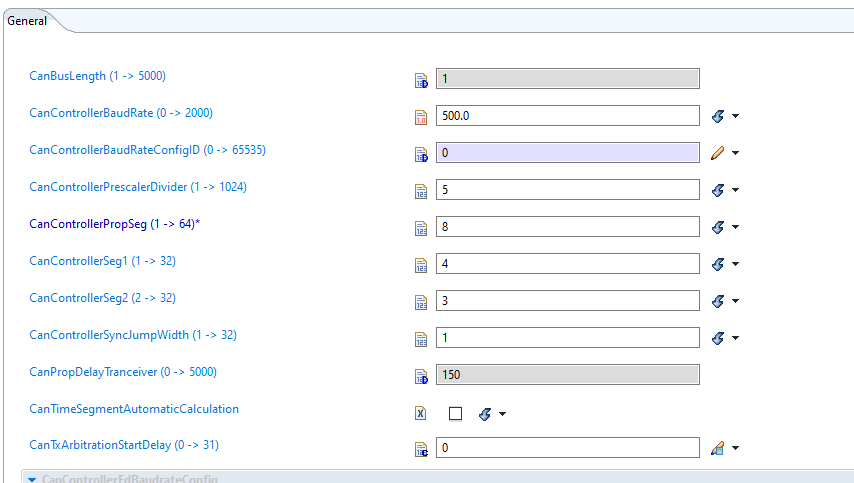 General
CanBusLength (1 -> 5000) 1
CanControllerBaudRate (0 -> 2000) 500.0
CanControllerBaudRateConfigID (0 -> 65535) 0
CanControllerPrescalerDivider (1 -> 1024) 5
CanControllerPropSeg (1 -> 64)* 8
CanControllerSeg1 (1 -> 32) 4
CanControllerSeg2 (2 -> 32) 3
CanControllerSyncJumpWidth (1 -> 32) 1
CanPropDelayTranceiver (0 -> 5000) 150
CanTimeSegmentAutomaticCalculation
CanTxArbitrationStartDelay (0 -> 31) 0
CanControllerFdBaudrateConfig